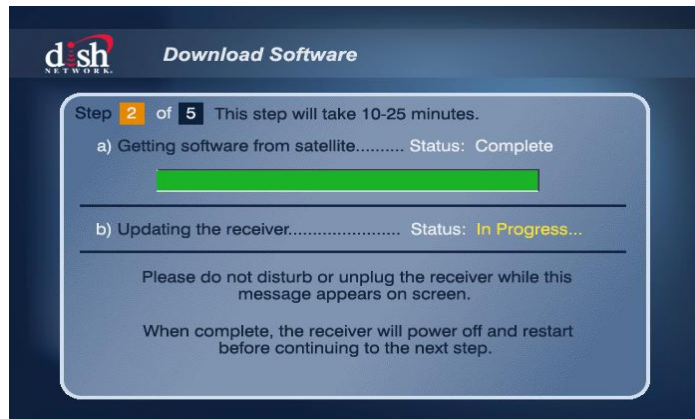 dish
NETWORK.
Download Software
Step 2 of 5 This step will take 10-25 minutes.
a) Getting software from satellite.......... Status: Complete
b) Updating the receiver....................... Status: In Progress...
Please do not disturb or unplug the receiver while this
message appears on screen.
When complete, the receiver will power off and restart
before continuing to the next step.